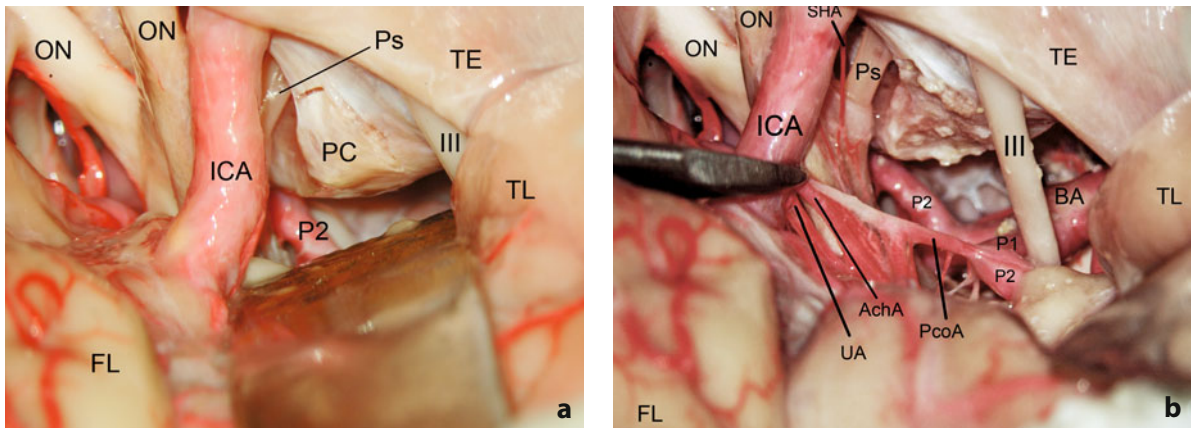 ON
ON
Ps
TE
ICA
PC
III
TL
P2
FL
a
SHA
ON
ON
Ps
TE
ICA
III
P2
BA
TL
P1
P2
AchA
PcoA
UA
FL
b